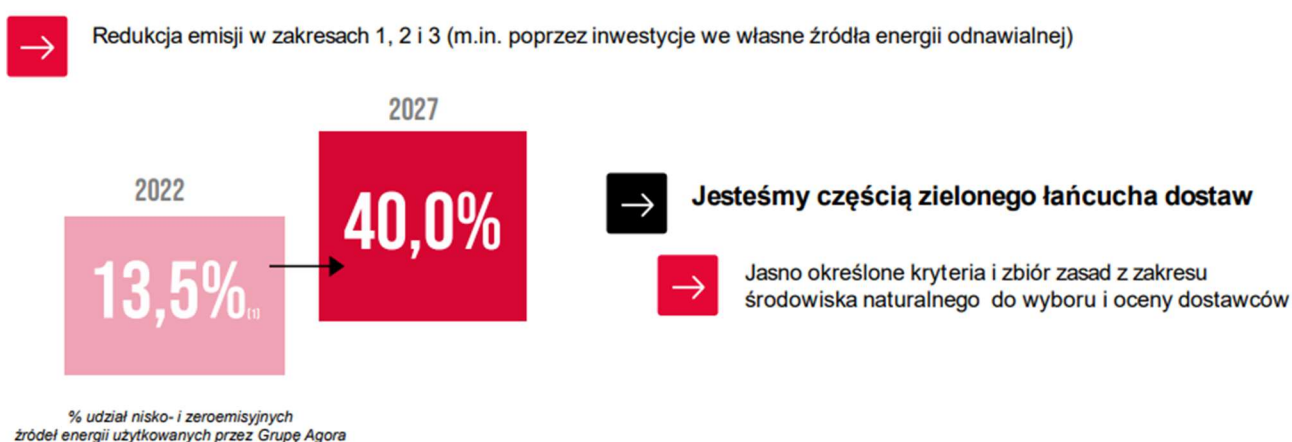 Redukcja emisji w zakresach 1, 2 i 3 (m.in. poprzez inwestycje we własne źródła energii odnawialnej)
2027
2022
40,0%
13,5%(1)
% udział nisko- i zeroemisyjnych
źródeł energii użytkowanych przez Grupę Agora
Jesteśmy częścią zielonego łańcucha dostaw
Jasno określone kryteria i zbiór zasad z zakresu
środowiska naturalnego do wyboru i oceny dostawców